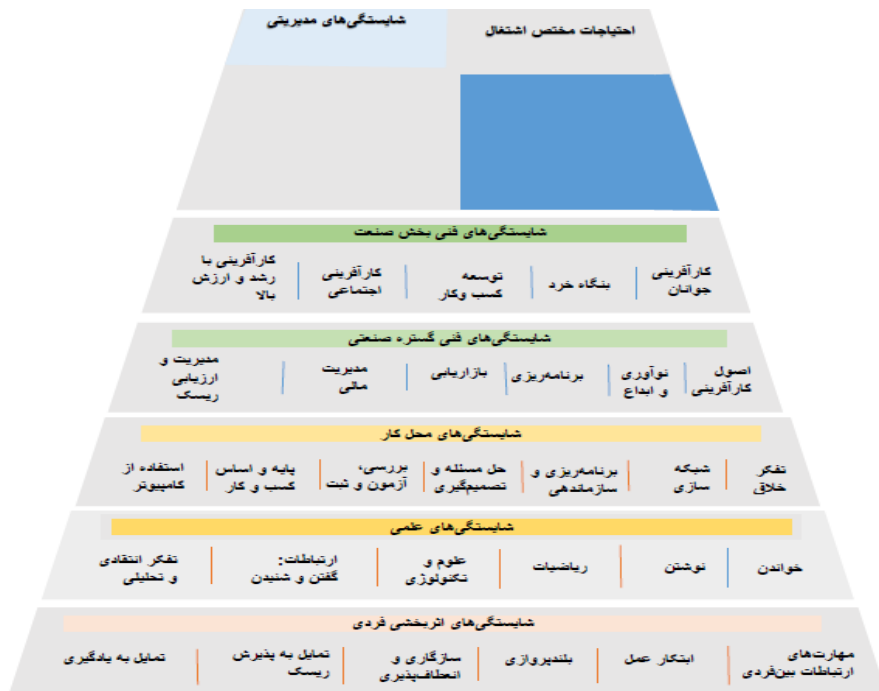 احتیاجات مختص اشتغال
شایستگی‌های مدیریتی
شایستگی‌های فنی بخش صنعت
کارآفرینی
جوانان
بنگاه خرد
توسعه
کسب وکار
کارآفرینی
اجتماعی
کارآفرینی با
رشد و ارزش
بالا
شایستگی‌های فنی گستره صنعتی
اصول
کارآفرینی
نوآوری
و ابداع
برنامه‌ریزی
بازاریابی
مدیریت
مالی
مدیریت و
ارزیابی
ریسک
شایستگی‌های محل کار
تفکر
خلاق
شبکه
سازی
برنامه‌ریزی و
سازماندهی
حل مسئله و
تصمیم‌گیری
بررسی،
آزمون و ثبت
پایه و اساس
کسب و کار
استفاده از
کامپیوتر
شایستگی‌های علمی
خواندن
نوشتن
ریاضیات
علوم و
تکنولوژی
ارتباطات:
گفتن و شنیدن
تفکر انتقادی
و تحلیلی
شایستگی‌های اثربخشی فردی
مهارت‌های
ارتباطات بین‌فردی
ابتکار عمل
بلندپروازی
سازگاری و
انعطاف‌پذیری
تمایل به پذیرش
ریسک
تمایل به یادگیری